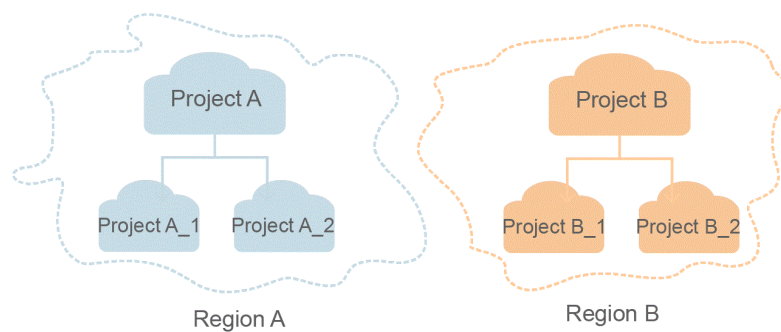 Project A
Project B
Project A_1
Project A_2
Project B_1
Project B_2
Region A
Region B